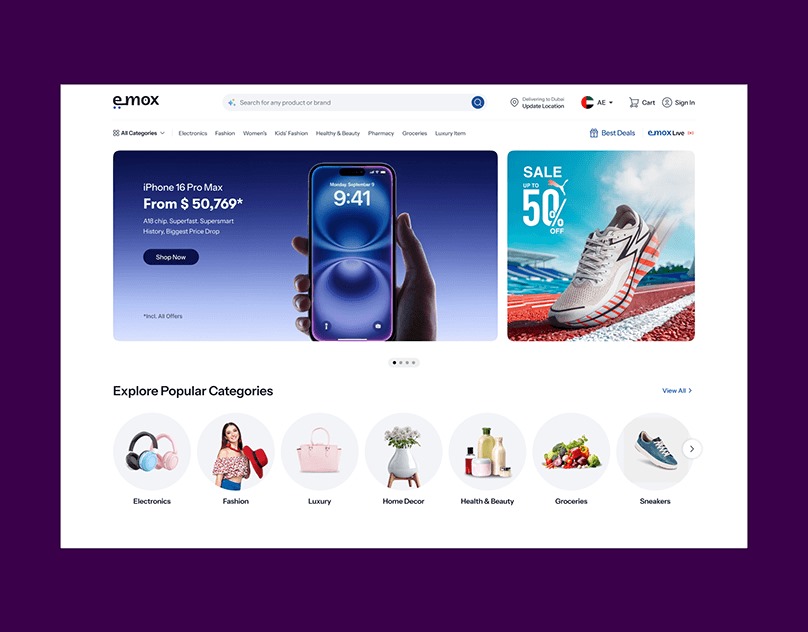 emox
Search for any product or brand
Delivering to Dubai
Update Location
AE
Cart
Sign In
All Categories
Electronics
Fashion
Women's
Kids' Fashion
Healthy & Beauty
Pharmacy
Groceries
Luxury Item
Best Deals
emox Live
iPhone 16 Pro Max
From $ 50,769*
A18 chip. Superfast. Supersmart
History, Biggest Price Drop
Shop Now
*Incl. All Offers
Monday September 9
9:41
SALE
UP TO
50%
OFF
Explore Popular Categories
View All
Electronics
Fashion
Luxury
Home Decor
Health & Beauty
Groceries
Sneakers